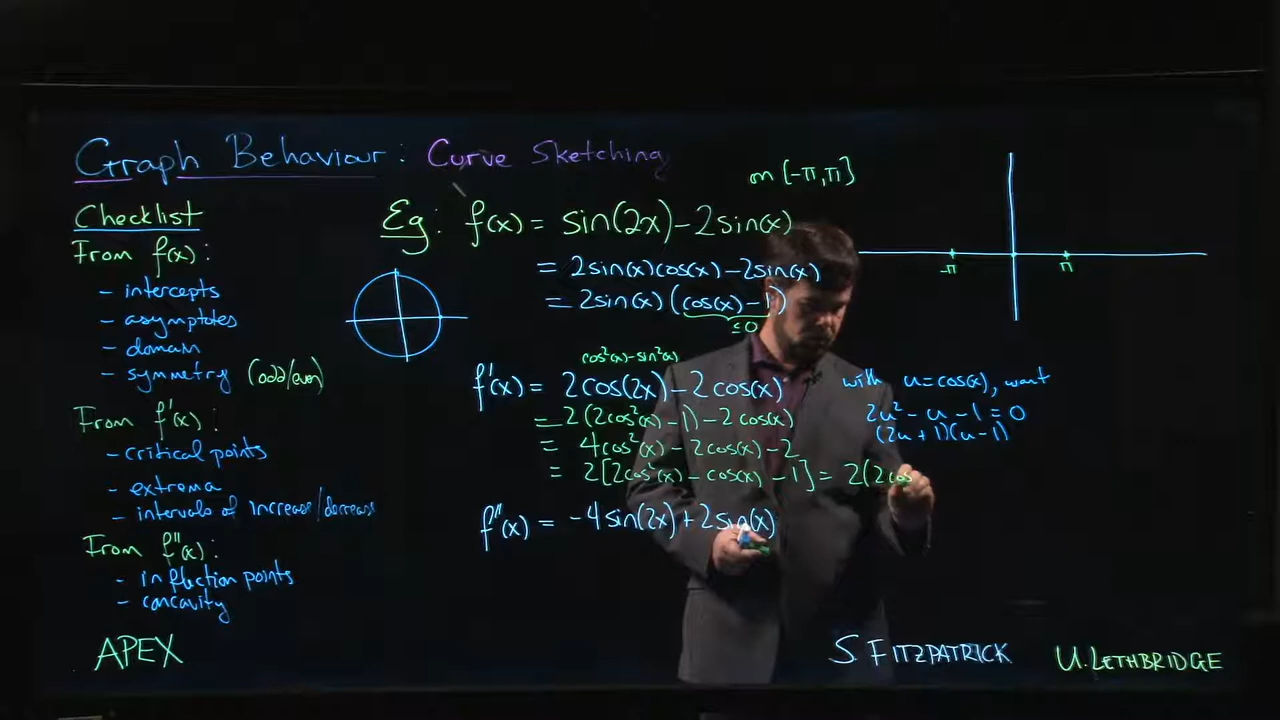 Graph Behaviour: Curve Sketching
Checklist
From f(x):
- intercepts
- asymptotes
- domain
- symmetry (odd/even)
From f'(x):
- critical points
- extrema
- intervals of increase/decrease
From f''(x):
- inflection points
- concavity
APEX
on [-π,π]
Eg: f(x) = sin(2x)-2sin(x)
= 2sin(x)cos(x)-2sin(x)
= 2sin(x)(cos(x)-1)
≤0
cos²(x)-sin²(x)
f'(x) = 2cos(2x)-2cos(x)
= 2(2cos²(x)-1)-2cos(x)
= 4cos²(x)-2cos(x)-2
= 2[2cos²(x)-cos(x)-1] = 2(2cos
f''(x) = -4sin(2x)+2sin(x)
-π π
with u=cos(x), want
2u²-u-1=0
(2u+1)(u-1)
S. FITZPATRICK
U. LETHBRIDGE